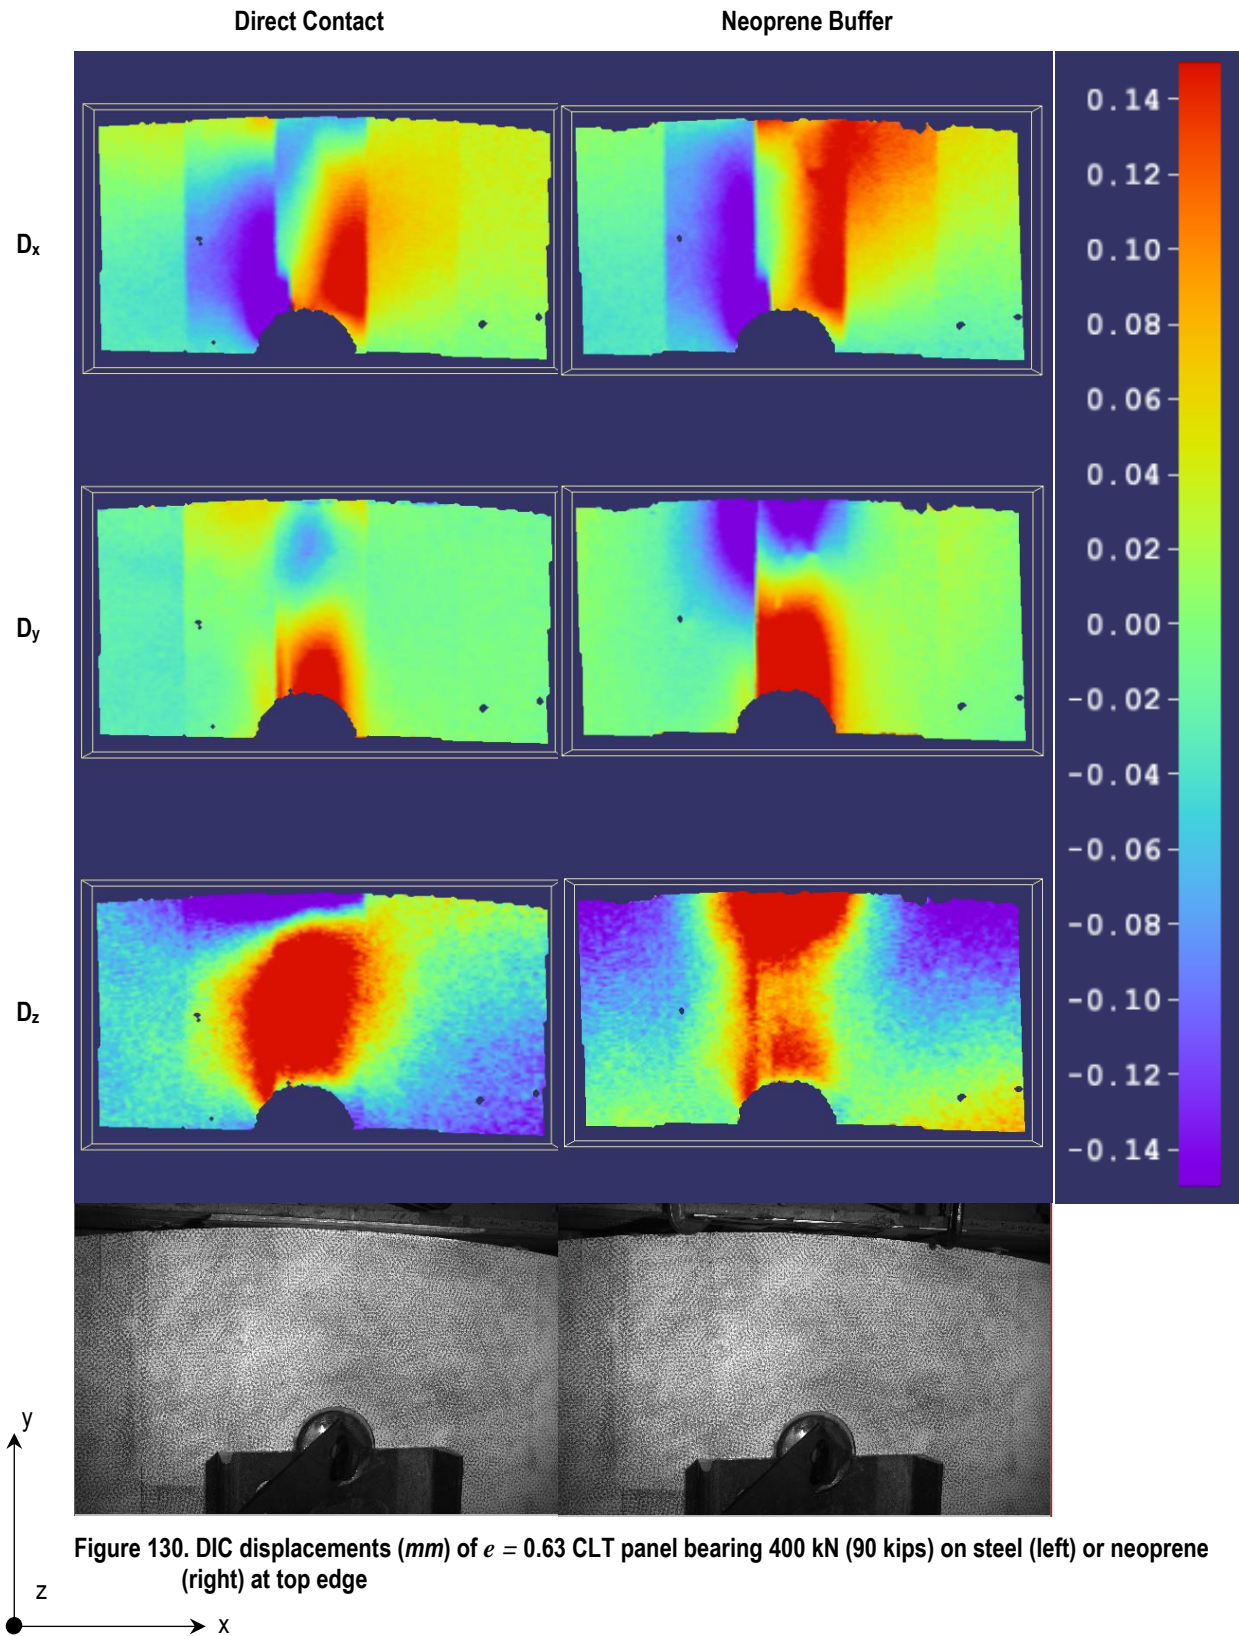 Direct Contact
Neoprene Buffer
Dx
Dy
Dz
0.14
0.12
0.10
0.08
0.06
0.04
0.02
0.00
-0.02
-0.04
-0.06
-0.08
-0.10
-0.12
-0.14
y
z
x
Figure 130. DIC displacements (mm) of e = 0.63 CLT panel bearing 400 kN (90 kips) on steel (left) or neoprene
(right) at top edge